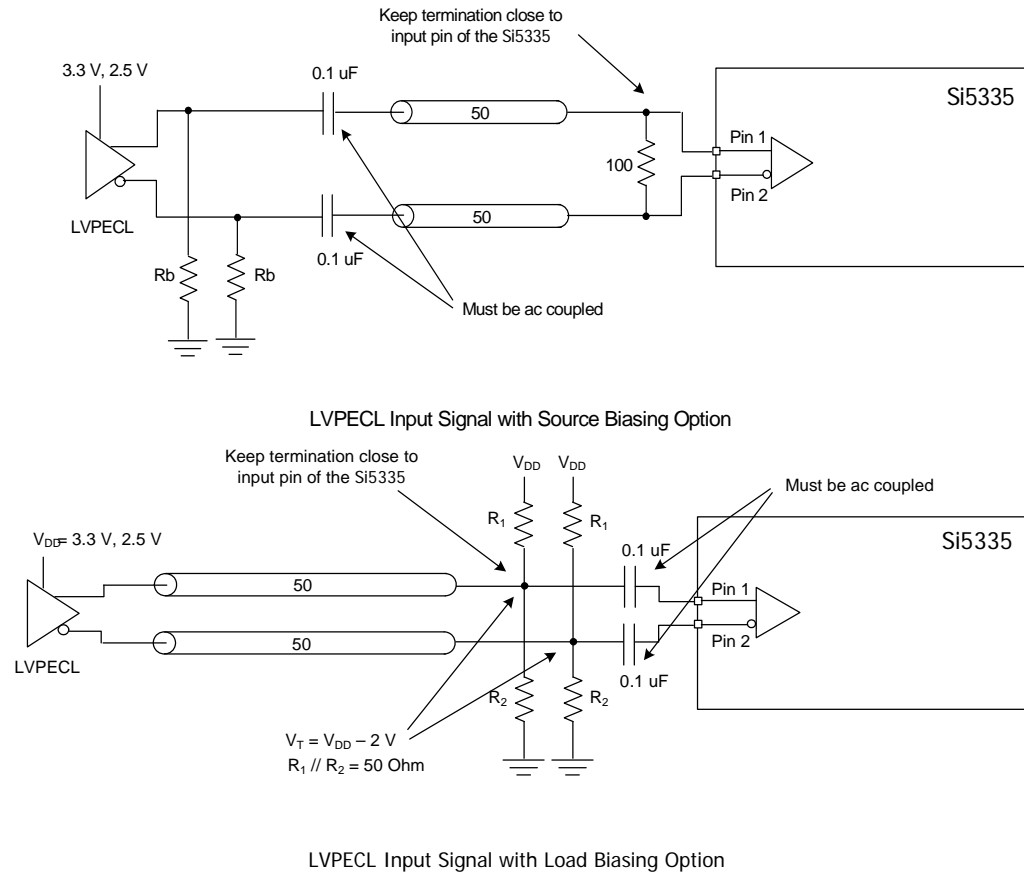 Keep termination close to
input pin of the Si5335
3.3 V, 2.5 V
0.1 uF
Si5335
50
Pin 1
100
Pin 2
50
LVPECL
0.1 uF
Rb
Rb
Must be ac coupled
LVPECL Input Signal with Source Biasing Option
Keep termination close to
input pin of the Si5335
VDD
VDD
Must be ac coupled
R1
R1
VDD= 3.3 V, 2.5 V
0.1 uF
Si5335
50
Pin 1
50
Pin 2
LVPECL
0.1 uF
R2
R2
VT = VDD – 2 V
R1 // R2 = 50 Ohm
LVPECL Input Signal with Load Biasing Option